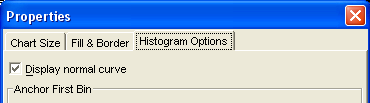 Properties
Chart Size Fill & Border Histogram Options
Display normal curve
Anchor First Bin